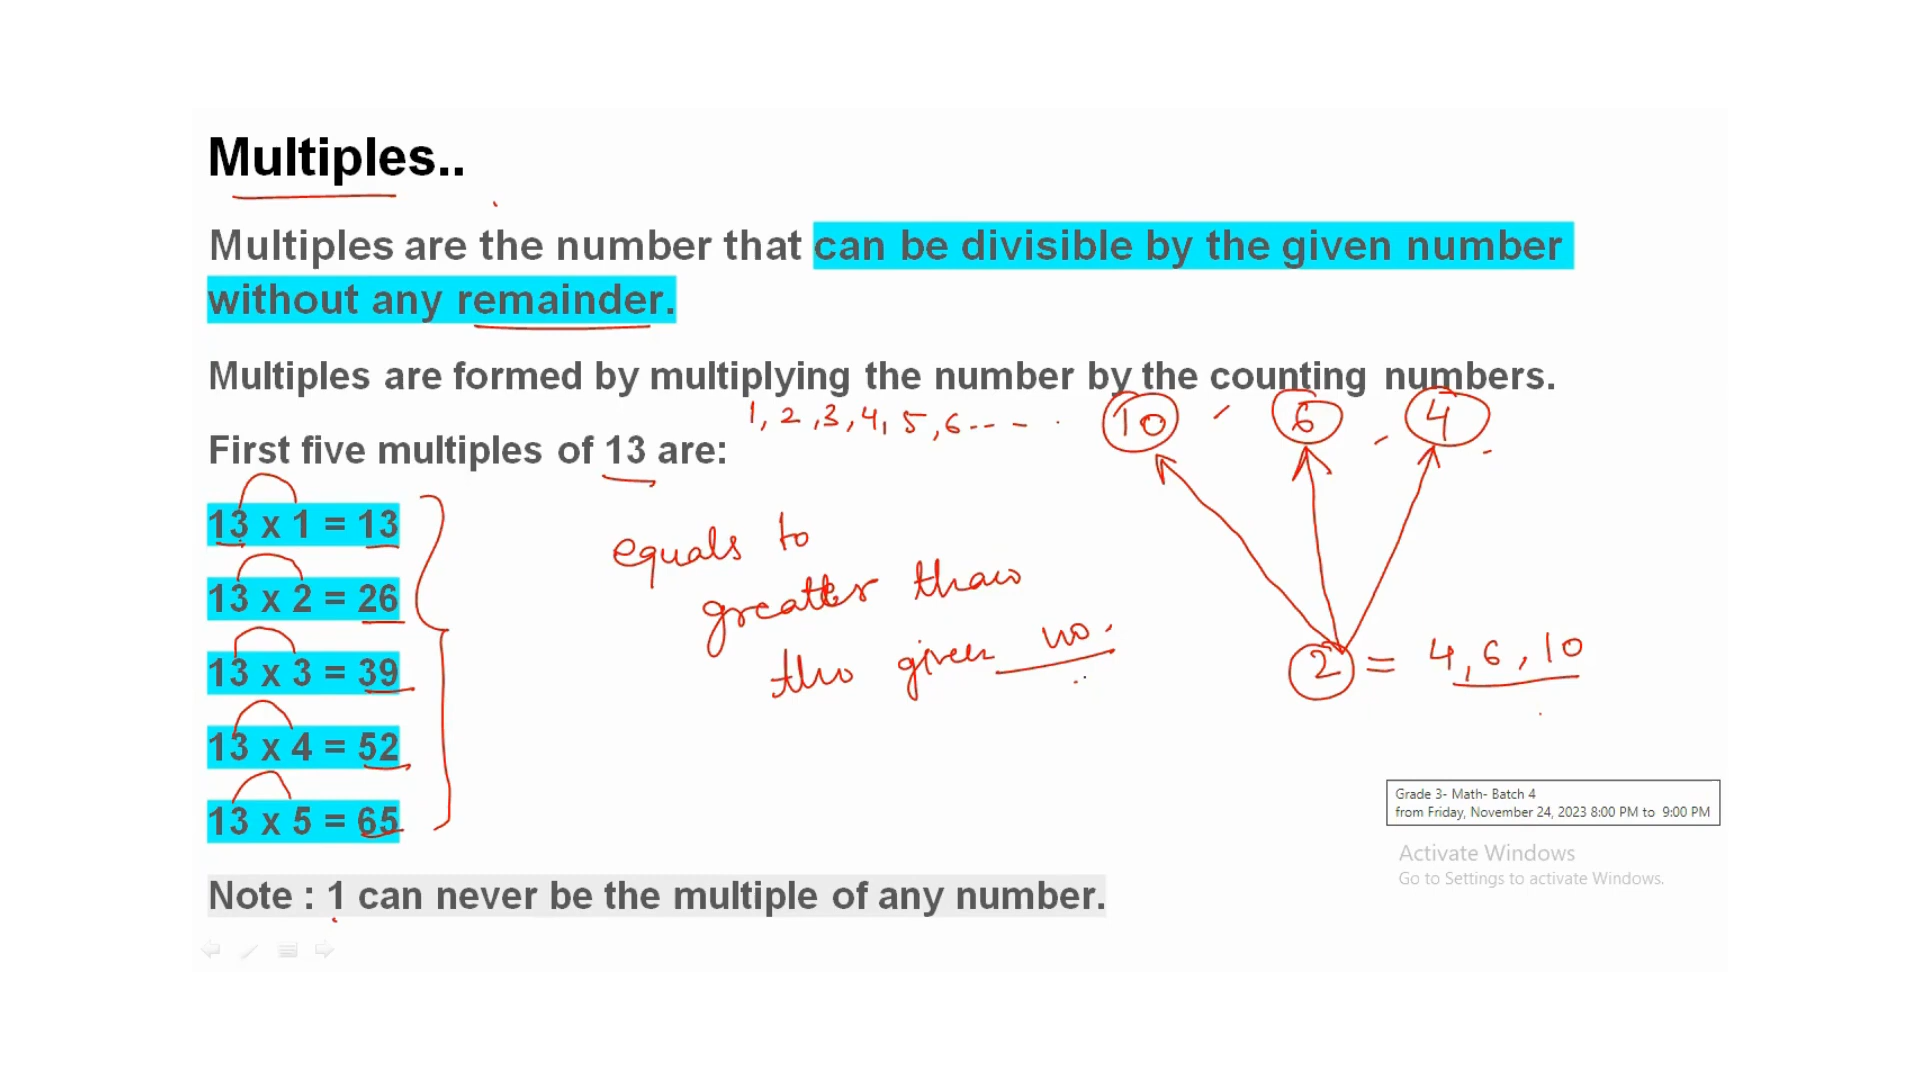 Multiples..
Multiples are the number that can be divisible by the given number
without any remainder.
Multiples are formed by multiplying the number by the counting numbers.
1, 2, 3, 4, 5, 6 --- 10 6 4
First five multiples of 13 are:
13 x 1 = 13
13 x 2 = 26
13 x 3 = 39
13 x 4 = 52
13 x 5 = 65
equals to
greatter than
the given no.
2 = 4, 6, 10
Grade 3- Math- Batch 4
from Friday, November 24, 2023 8:00 PM to 9:00 PM
Activate Windows
Go to Settings to activate Windows.
Note : 1 can never be the multiple of any number.